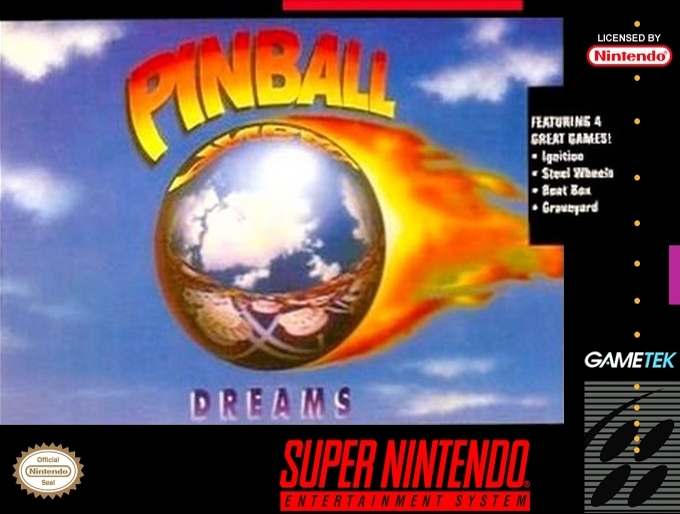 LICENSED BY
Nintendo®
PINBALL
FEATURING 4
GREAT GAMES!
• Ignition
• Steel Wheels
• Beat Box
• Graveyard
GAMETEK
DREAMS
Official
Nintendo
Seal
SUPER NINTENDO®
ENTERTAINMENT SYSTEM